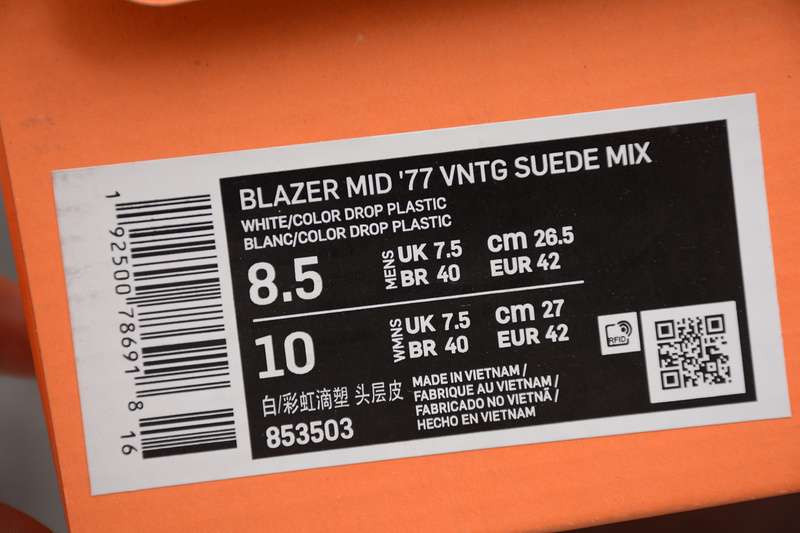 BLAZER MID '77 VNTG SUEDE MIX
WHITE/COLOR DROP PLASTIC
BLANC/COLOR DROP PLASTIC
8.5 MENS UK 7.5 cm 26.5
BR 40 EUR 42
10 WMNS UK 7.5 cm 27
BR 40 EUR 42
RFID
白/彩虹滴塑 头层皮
853503
MADE IN VIETNAM /
FABRIQUE AU VIETNAM /
FABRICADO NO VIETNÃ /
HECHO EN VIETNAM
1 92500 78691 8 16